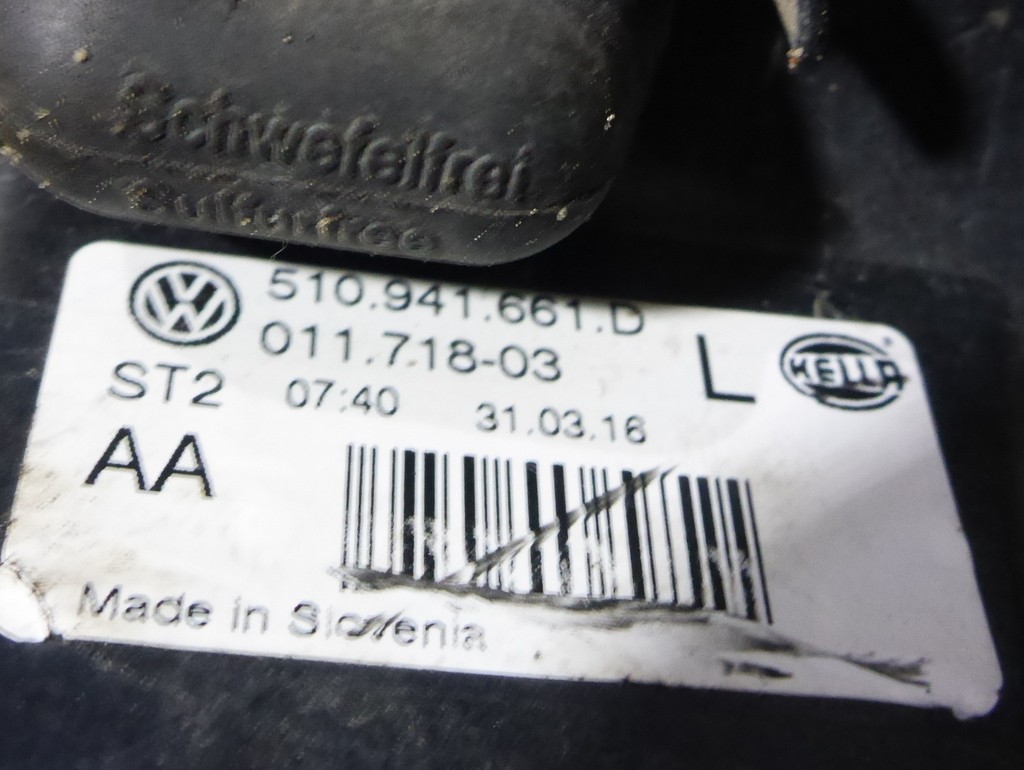 Schwefelfrei
Sulfurfree
510.941.661.D
011.718-03
L
HELLA
ST2
07:40 31.03.16
AA
Made in Slovenia